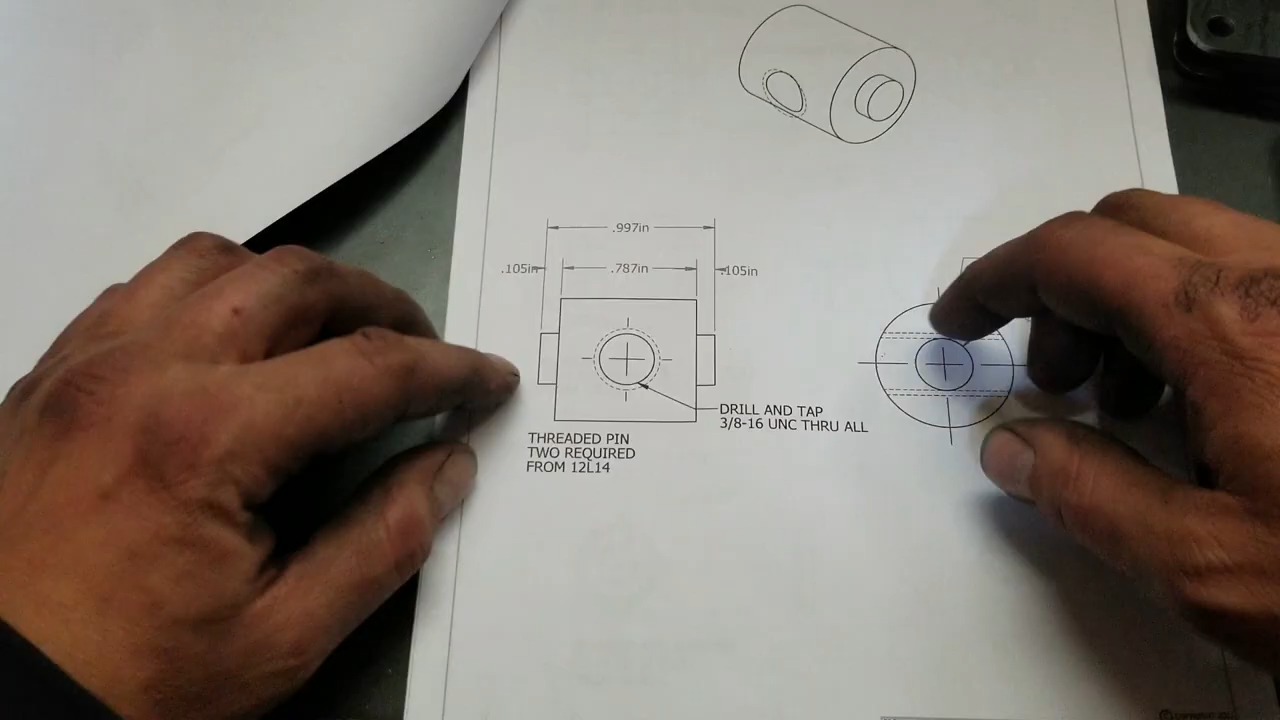 .997in
.105in .787in .105in
DRILL AND TAP
3/8-16 UNC THRU ALL
THREADED PIN
TWO REQUIRED
FROM 12L14